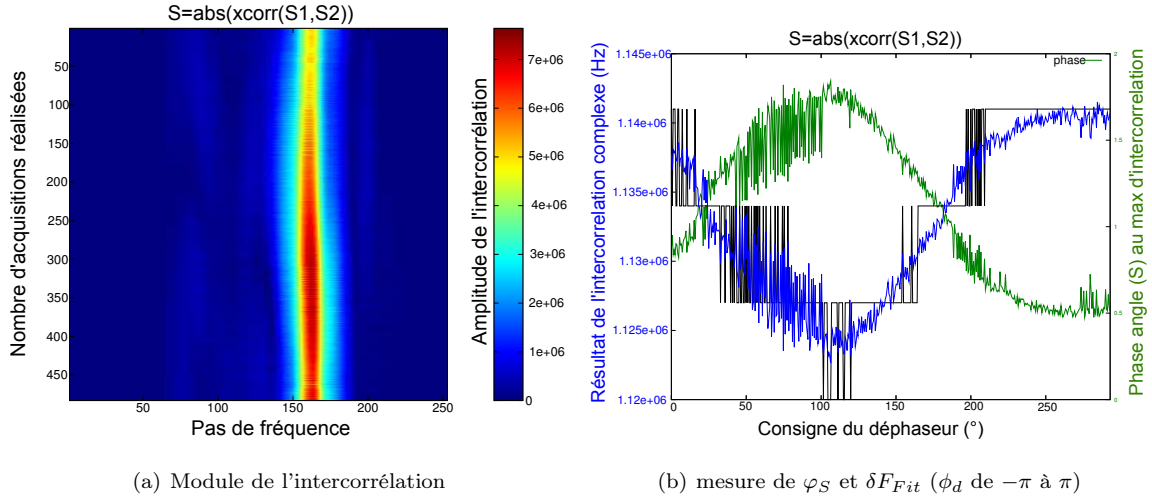 S=abs(xcorr(S1,S2))
Nombre d'acquisitions réalisées
50
100
150
200
250
300
350
400
450
50
100
150
200
250
Pas de fréquence
Amplitude de l'intercorrélation
7e+06
6e+06
5e+06
4e+06
3e+06
2e+06
1e+06
0
(a) Module de l'intercorrélation
S=abs(xcorr(S1,S2))
Résultat de l'intercorrelation complexe (Hz)
1.145e+06
1.14e+06
1.135e+06
1.13e+06
1.125e+06
1.12e+06
phase
0
50
100
150
200
250
Consigne du déphaseur (°)
2
1.5
1
0.5
0
Phase angle (S) au max d'intercorrelation
(b) mesure de φ_S et δF_Fit (ϕ_d de −π à π)